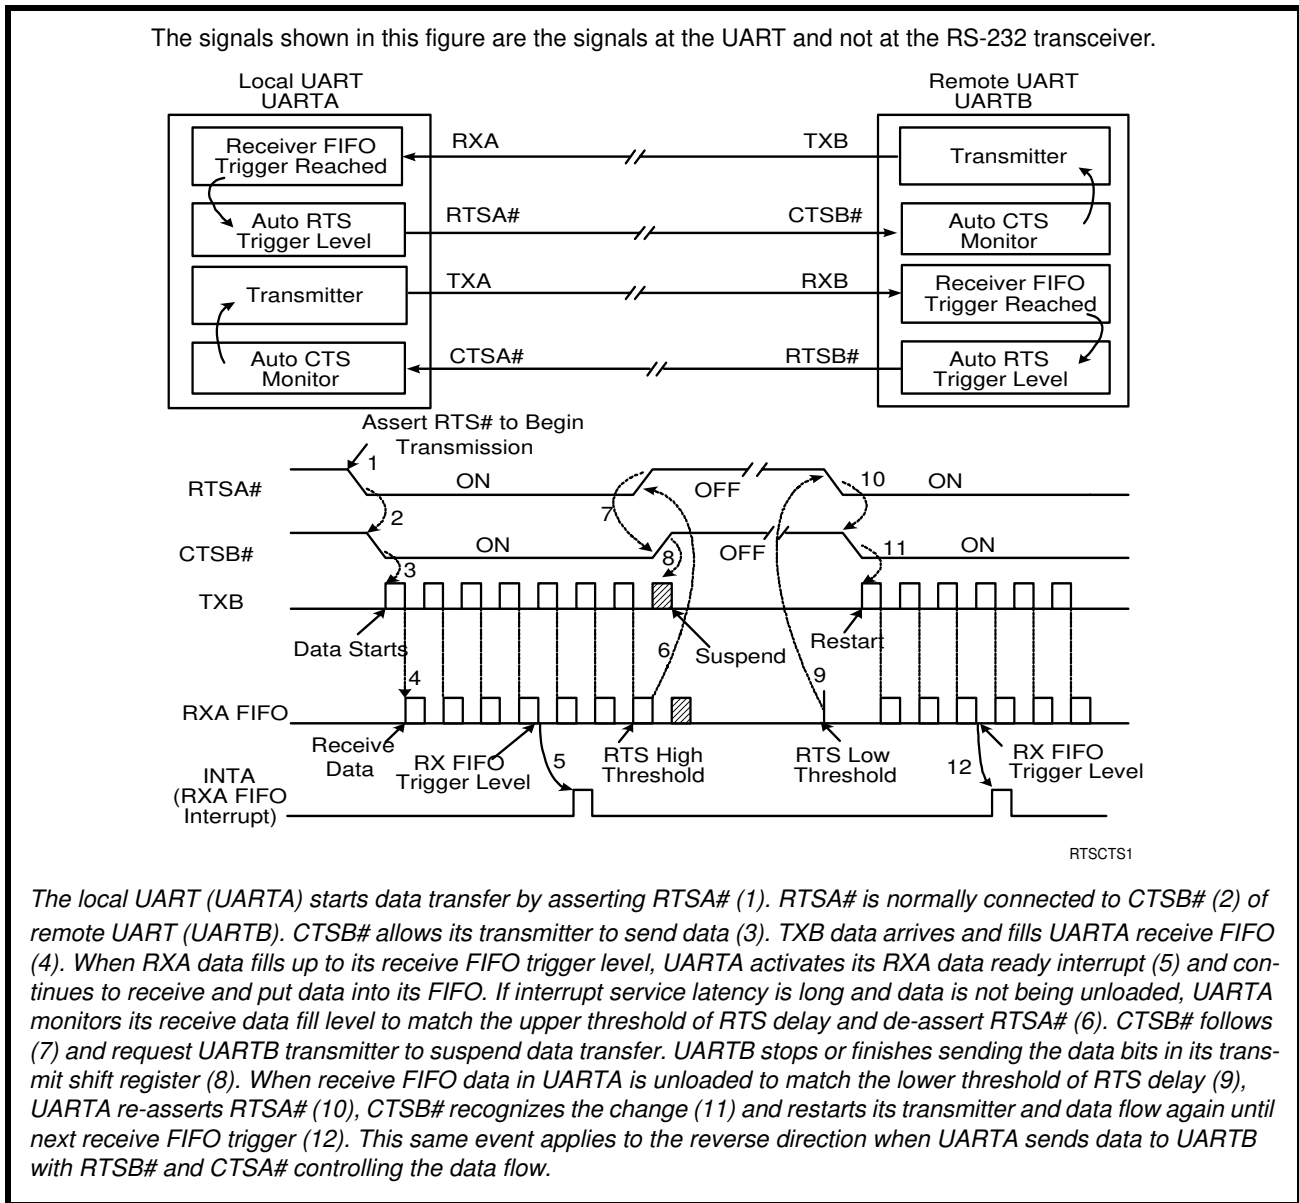 The signals shown in this figure are the signals at the UART and not at the RS-232 transceiver.
Local UART
UARTA
Remote UART
UARTB
Receiver FIFO
Trigger Reached
RXA
TXB
Transmitter
Auto RTS
Trigger Level
RTSA#
CTSB#
Auto CTS
Monitor
Transmitter
TXA
RXB
Receiver FIFO
Trigger Reached
Auto CTS
Monitor
CTSA#
RTSB#
Auto RTS
Trigger Level
Assert RTS# to Begin
Transmission
RTSA#
1
ON
OFF
10
ON
2
7
CTSB#
ON
8
OFF
11
ON
3
TXB
Data Starts
6
Suspend
Restart
4
9
RXA FIFO
Receive
Data
RX FIFO
Trigger Level
5
RTS High
Threshold
RTS Low
Threshold
12
RX FIFO
Trigger Level
INTA
(RXA FIFO
Interrupt)
RTSCTS1
The local UART (UARTA) starts data transfer by asserting RTSA# (1). RTSA# is normally connected to CTSB# (2) of
remote UART (UARTB). CTSB# allows its transmitter to send data (3). TXB data arrives and fills UARTA receive FIFO
(4). When RXA data fills up to its receive FIFO trigger level, UARTA activates its RXA data ready interrupt (5) and con-
tinues to receive and put data into its FIFO. If interrupt service latency is long and data is not being unloaded, UARTA
monitors its receive data fill level to match the upper threshold of RTS delay and de-assert RTSA# (6). CTSB# follows
(7) and request UARTB transmitter to suspend data transfer. UARTB stops or finishes sending the data bits in its trans-
mit shift register (8). When receive FIFO data in UARTA is unloaded to match the lower threshold of RTS delay (9),
UARTA re-asserts RTSA# (10), CTSB# recognizes the change (11) and restarts its transmitter and data flow again until
next receive FIFO trigger (12). This same event applies to the reverse direction when UARTA sends data to UARTB
with RTSB# and CTSA# controlling the data flow.